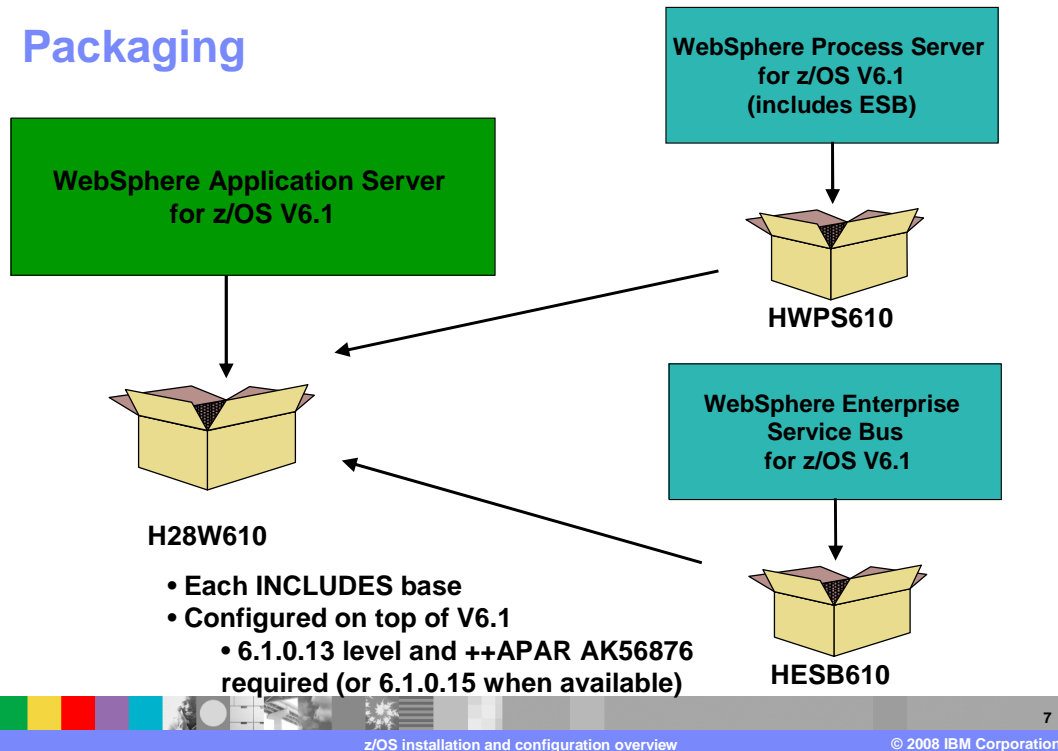 Packaging
WebSphere Process Server
for z/OS V6.1
(includes ESB)
WebSphere Application Server
for z/OS V6.1
HWPS610
WebSphere Enterprise
Service Bus
for z/OS V6.1
H28W610
• Each INCLUDES base
• Configured on top of V6.1
• 6.1.0.13 level and ++APAR AK56876
required (or 6.1.0.15 when available)
HESB610
7
z/OS installation and configuration overview
© 2008 IBM Corporation